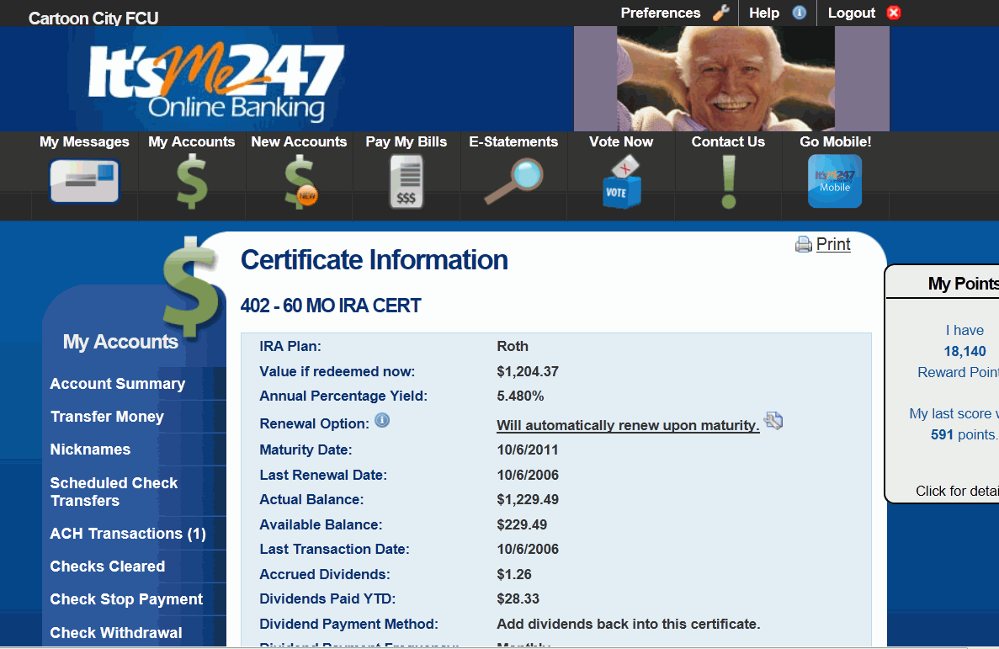 Cartoon City FCU
Preferences Help Logout
It'sMe247
Online Banking
My Messages My Accounts New Accounts Pay My Bills E-Statements Vote Now Contact Us Go Mobile!
NEW
$$$
VOTE
It'sMe247
Mobile
Print
Certificate Information
402 - 60 MO IRA CERT
IRA Plan: Roth
Value if redeemed now: $1,204.37
Annual Percentage Yield: 5.480%
Renewal Option: Will automatically renew upon maturity.
Maturity Date: 10/6/2011
Last Renewal Date: 10/6/2006
Actual Balance: $1,229.49
Available Balance: $229.49
Last Transaction Date: 10/6/2006
Accrued Dividends: $1.26
Dividends Paid YTD: $28.33
Dividend Payment Method: Add dividends back into this certificate.
Dividend Payment Frequency: Monthly
My Accounts
Account Summary
Transfer Money
Nicknames
Scheduled Check
Transfers
ACH Transactions (1)
Checks Cleared
Check Stop Payment
Check Withdrawal
My Points
I have
18,140
Reward Poin
My last score w
591 points.
Click for detai